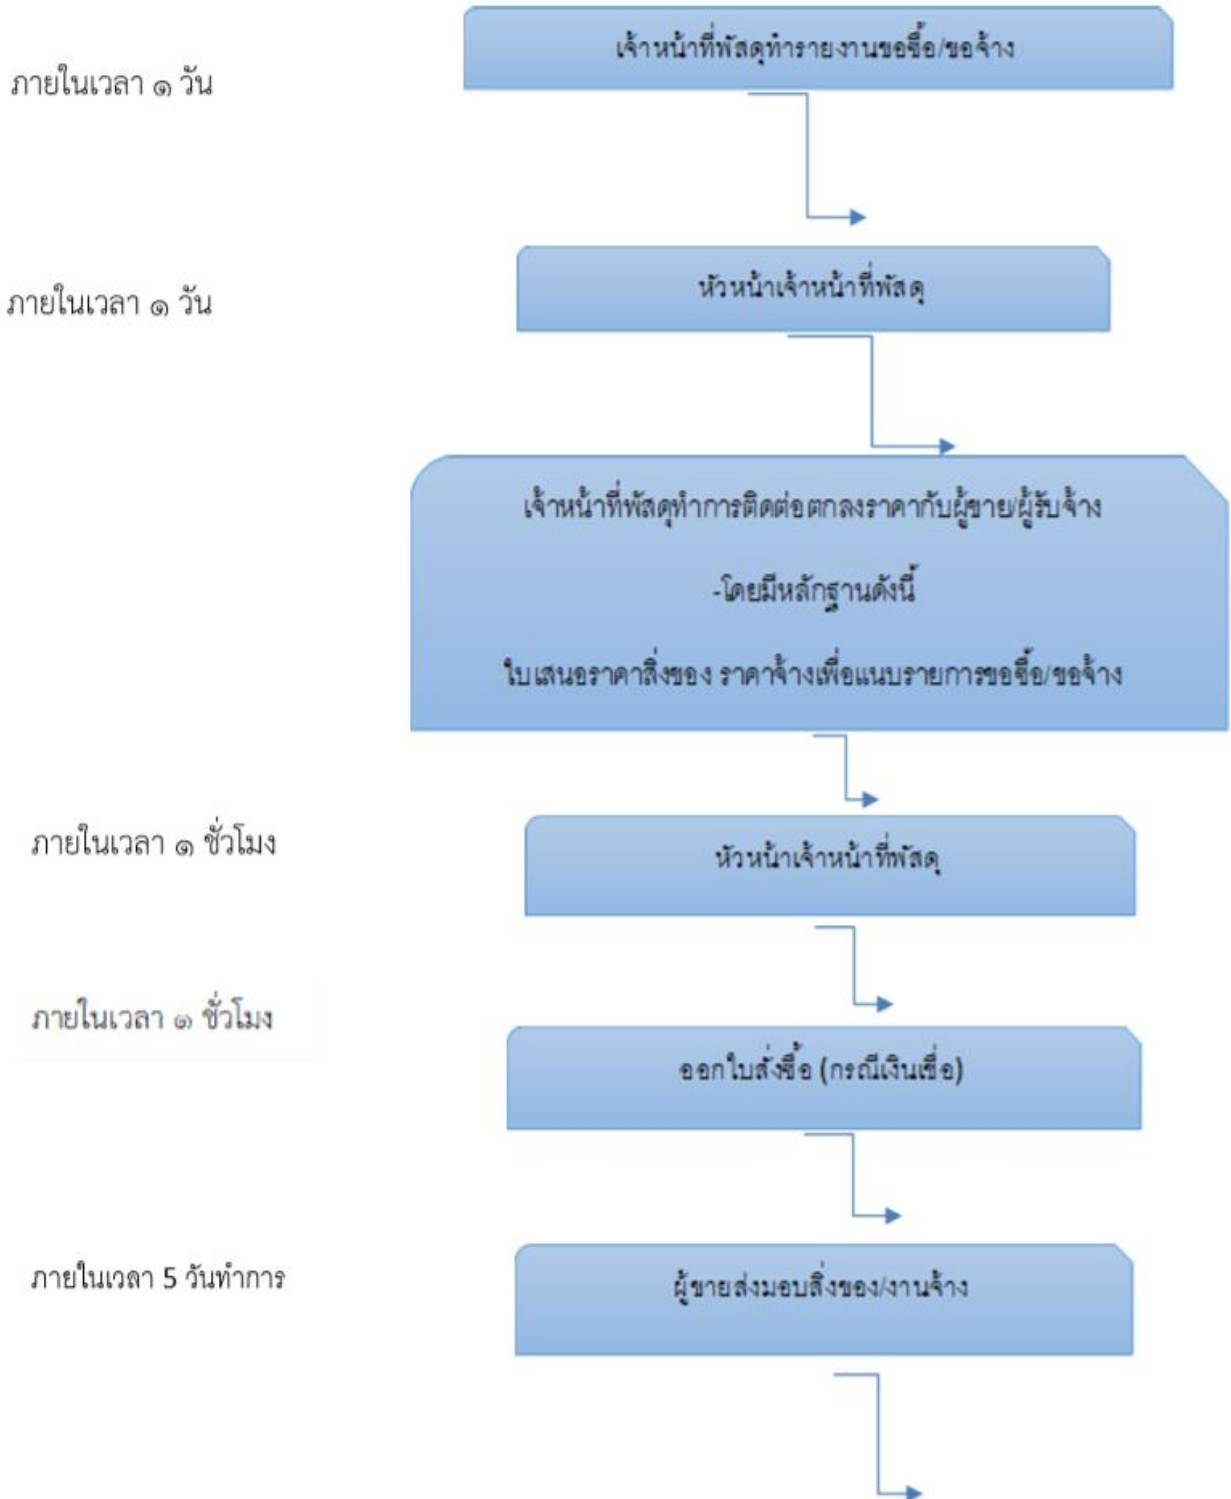 เจ้าหน้าที่พัสดุทำรายงานขอซื้อ/ขอจ้าง
ภายในเวลา ๑ วัน
หัวหน้าเจ้าหน้าที่พัสดุ
ภายในเวลา ๑ วัน
เจ้าหน้าที่พัสดุทำการติดต่อตกลงราคากับผู้ขาย/ผู้รับจ้าง
-โดยมีหลักฐานดังนี้
ใบเสนอราคาสิ่งของ ราคาจ้างเพื่อแนบรายการขอซื้อ/ขอจ้าง
ภายในเวลา ๑ ชั่วโมง
หัวหน้าเจ้าหน้าที่พัสดุ
ภายในเวลา ๑ ชั่วโมง
ออกใบสั่งซื้อ (กรณีเงินเชื่อ)
ภายในเวลา 5 วันทำการ
ผู้ขายส่งมอบสิ่งของ/งานจ้าง